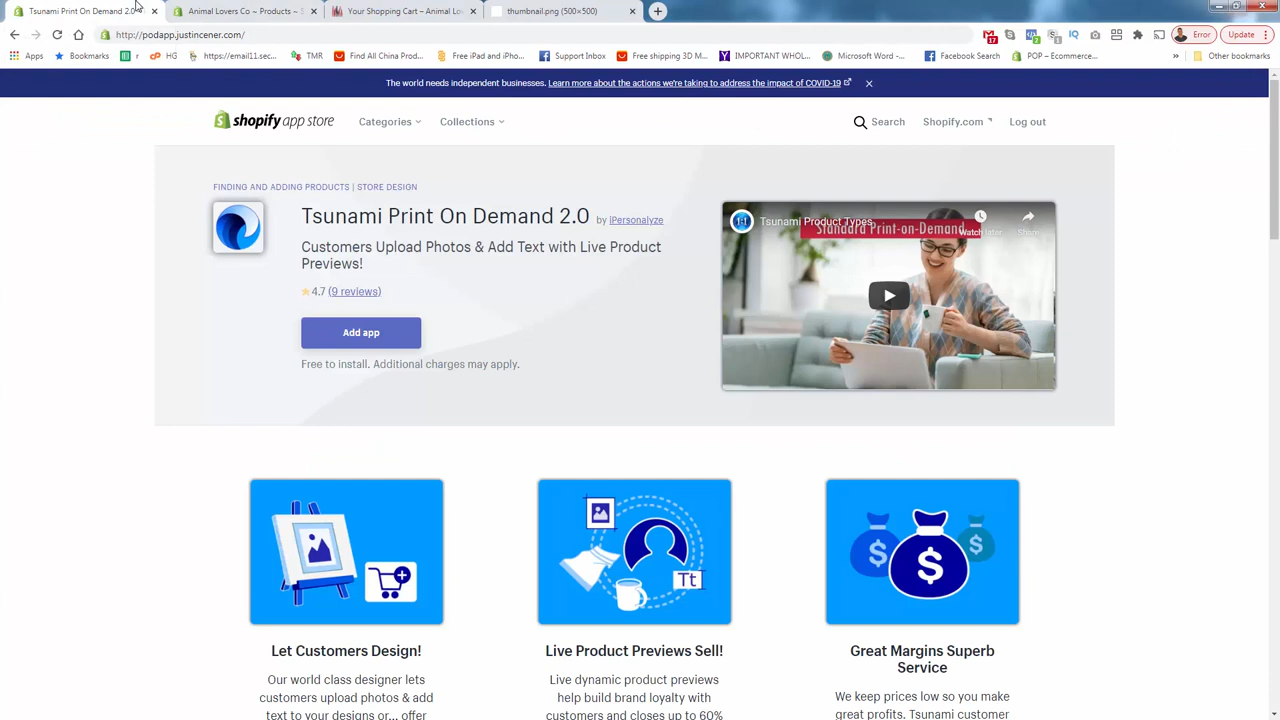 Tsunami Print On Demand 2.0
Animal Lovers Co ~ Products ~ S
Your Shopping Cart – Animal Lo
thumbnail.png (500×500)
podapp.justincener.com/
17
Error
Update
Apps
Bookmarks
r
HG
https://email11.sec...
TMR
Find All China Prod...
Free iPad and iPho...
Support Inbox
Free shipping 3D M...
IMPORTANT WHOL...
Microsoft Word -...
Facebook Search
POP – Ecommerce...
»
Other bookmarks
The world needs independent businesses. Learn more about the actions we're taking to address the impact of COVID-19
shopify app store
Categories
Collections
Search
Shopify.com
Log out
FINDING AND ADDING PRODUCTS | STORE DESIGN
Tsunami Print On Demand 2.0 by iPersonalyze
Customers Upload Photos & Add Text with Live Product
Previews!
4.7 (9 reviews)
Add app
Free to install. Additional charges may apply.
Tsunami Product Types
Standard Print-on-Demand
Watch later
Share
Tt
$ $ $
Let Customers Design!
Our world class designer lets
customers upload photos & add
text to your designs or... offer
Live Product Previews Sell!
Live dynamic product previews
help build brand loyalty with
customers and closes up to 60%
Great Margins Superb
Service
We keep prices low so you make
great profits. Tsunami customer